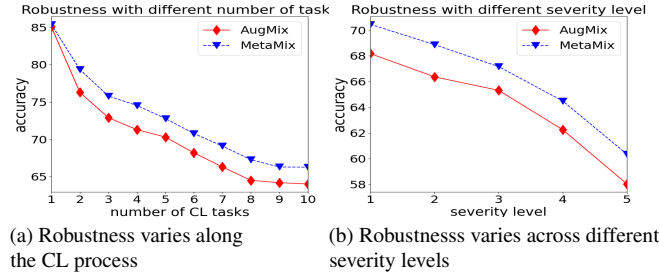 Robustness with different number of task
AugMix
MetaMix
accuracy
85
80
75
70
65
1 2 3 4 5 6 7 8 9 10
number of CL tasks
(a) Robustness varies along
the CL process
Robustness with different severity level
AugMix
MetaMix
accuracy
70
68
66
64
62
60
58
1 2 3 4 5
severity level
(b) Robustnesss varies across different
severity levels